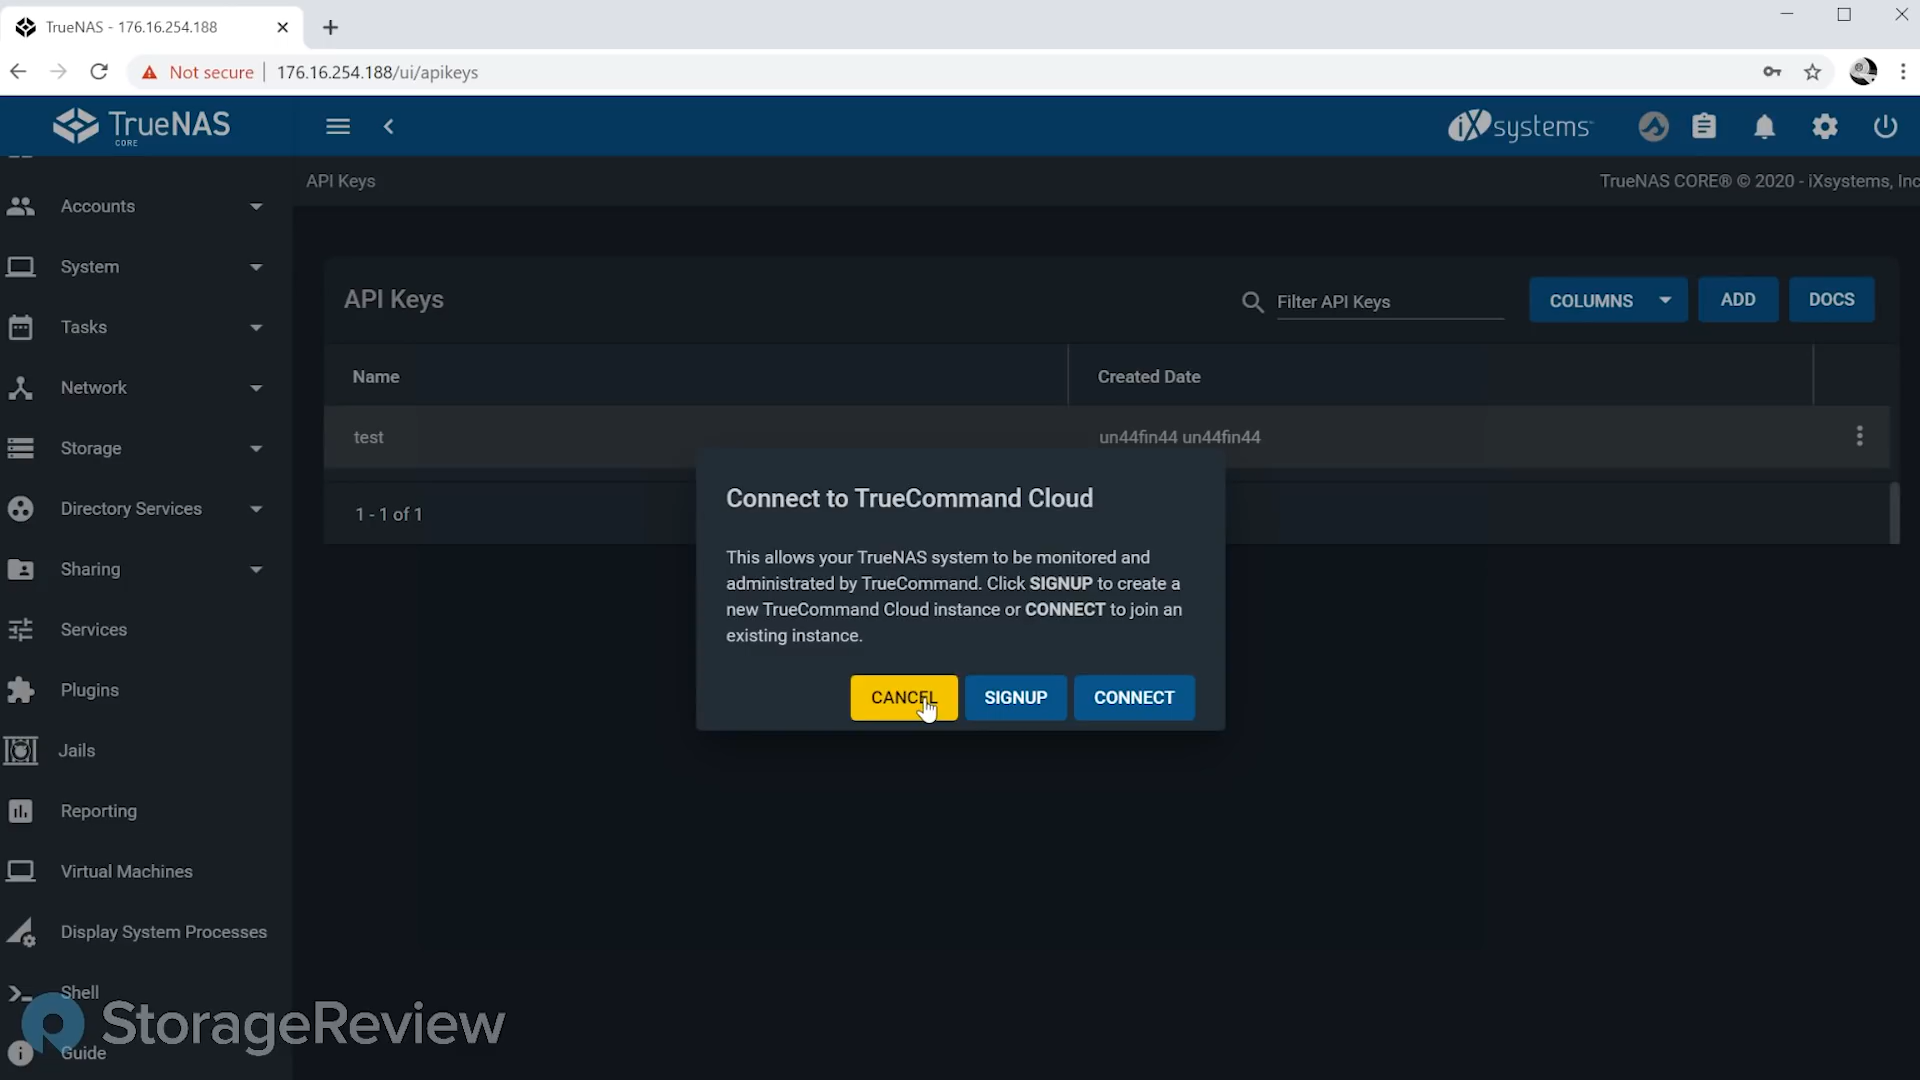 TrueNAS - 176.16.254.188
Not secure
176.16.254.188/ui/apikeys
TrueNAS
CORE
iXsystems
API Keys
TrueNAS CORE® © 2020 - iXsystems, Inc
Accounts
System
Tasks
Network
Storage
Directory Services
Sharing
Services
Plugins
Jails
Reporting
Virtual Machines
Display System Processes
Shell
Guide
API Keys
Filter API Keys
COLUMNS
ADD
DOCS
Name
Created Date
test
un44fin44 un44fin44
1 - 1 of 1
Connect to TrueCommand Cloud
This allows your TrueNAS system to be monitored and
administrated by TrueCommand. Click SIGNUP to create a
new TrueCommand Cloud instance or CONNECT to join an
existing instance.
CANCEL
SIGNUP
CONNECT
StorageReview